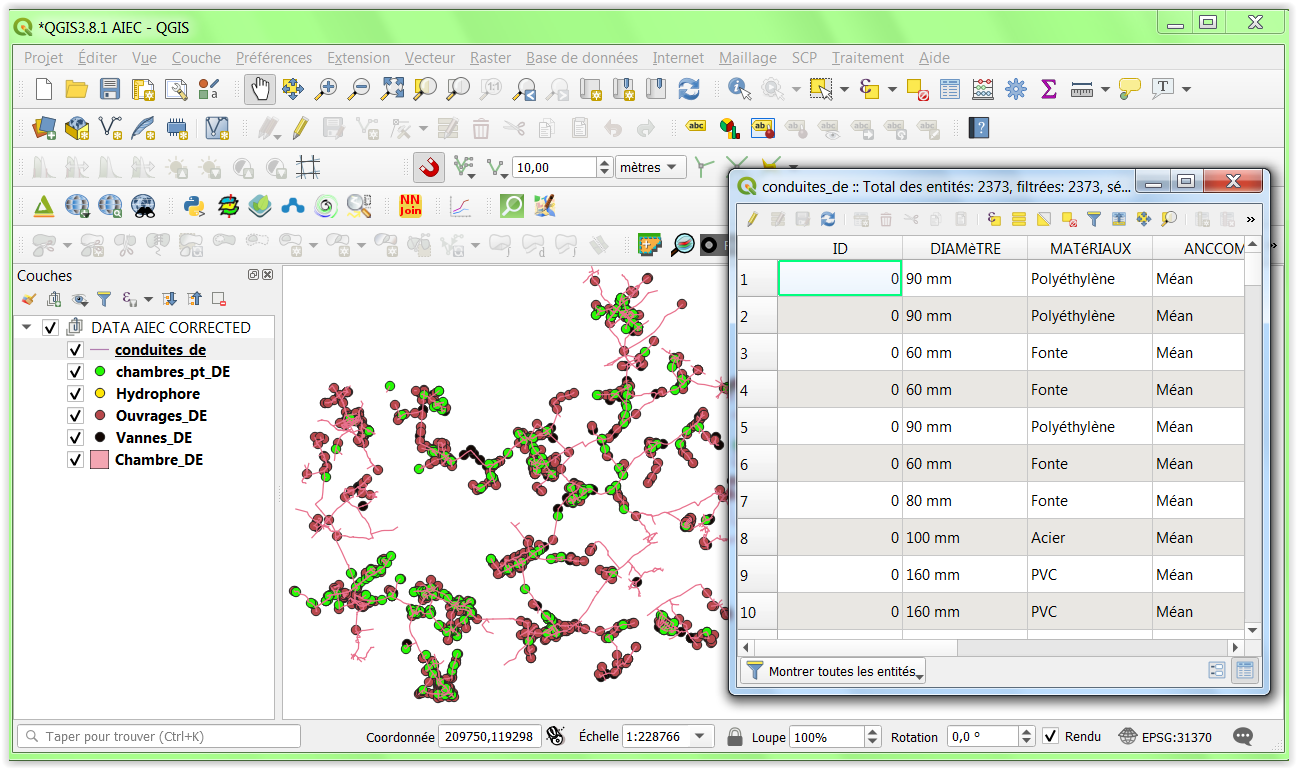 *QGIS3.8.1 AIEC - QGIS
Projet Éditer Vue Couche Préférences Extension Vecteur Raster Base de données Internet Maillage SCP Traitement Aide
abc abc ab
10,00 mètres
NN
Join
Couches
DATA AIEC CORRECTED
conduites_de
chambres_pt_DE
Hydrophore
Ouvrages_DE
Vannes_DE
Chambre_DE
conduites_de :: Total des entités: 2373, filtrées: 2373, sé...
ID DIAMèTRE MATéRIAUX ANCCOM
1 0 90 mm Polyéthylène Méan
2 0 90 mm Polyéthylène Méan
3 0 60 mm Fonte Méan
4 0 60 mm Fonte Méan
5 0 90 mm Polyéthylène Méan
6 0 60 mm Fonte Méan
7 0 80 mm Fonte Méan
8 0 100 mm Acier Méan
9 0 160 mm PVC Méan
10 0 160 mm PVC Méan
Montrer toutes les entités
Taper pour trouver (Ctrl+K) Coordonnée 209750,119298 Échelle 1:228766 Loupe 100% Rotation 0,0 ° Rendu EPSG:31370